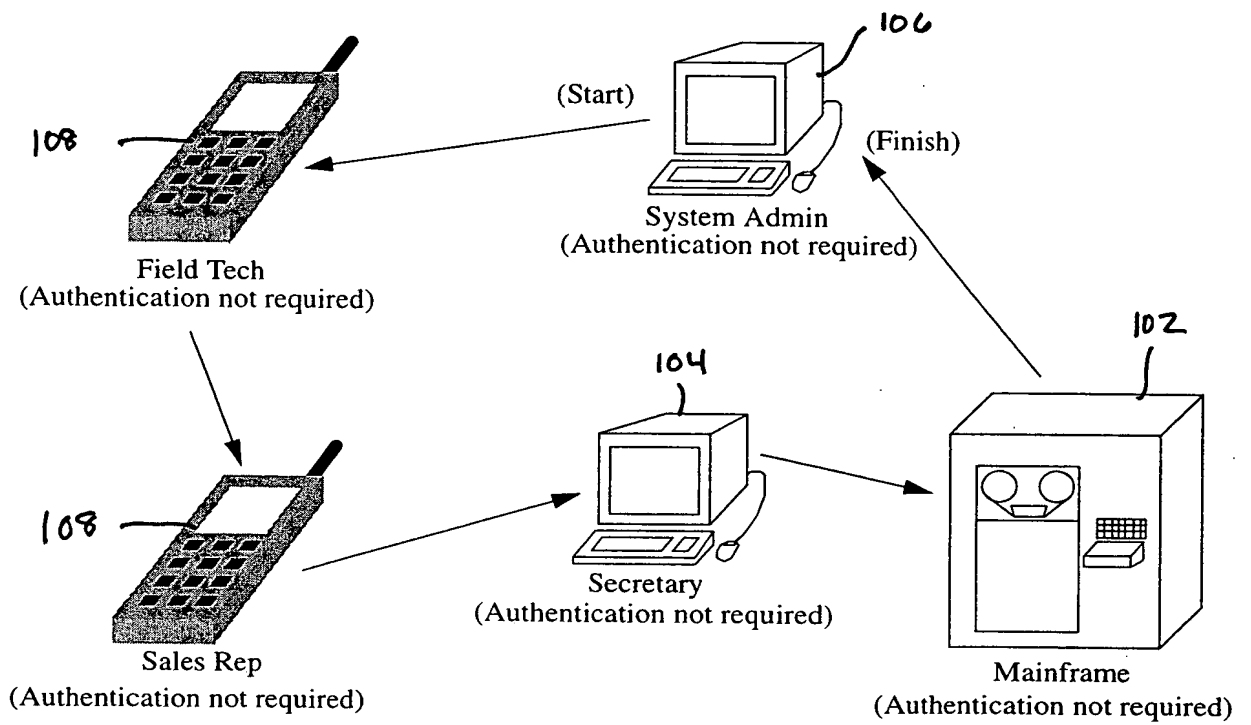 106
(Start)
108
(Finish)
System Admin
(Authentication not required)
Field Tech
(Authentication not required)
102
104
108
Secretary
(Authentication not required)
Sales Rep
(Authentication not required)
Mainframe
(Authentication not required)